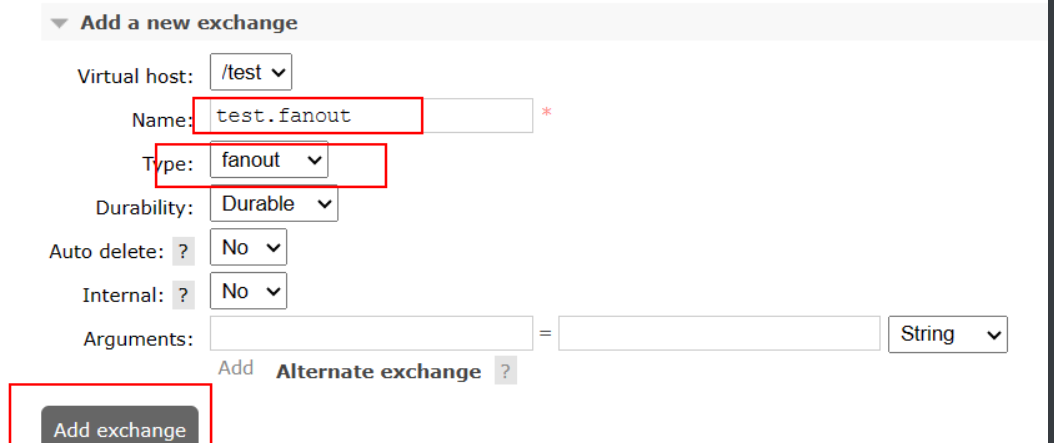 Add a new exchange
Virtual host: /test
Name: test.fanout *
Type: fanout
Durability: Durable
Auto delete: ? No
Internal: ? No
Arguments: = String
Add Alternate exchange ?
Add exchange